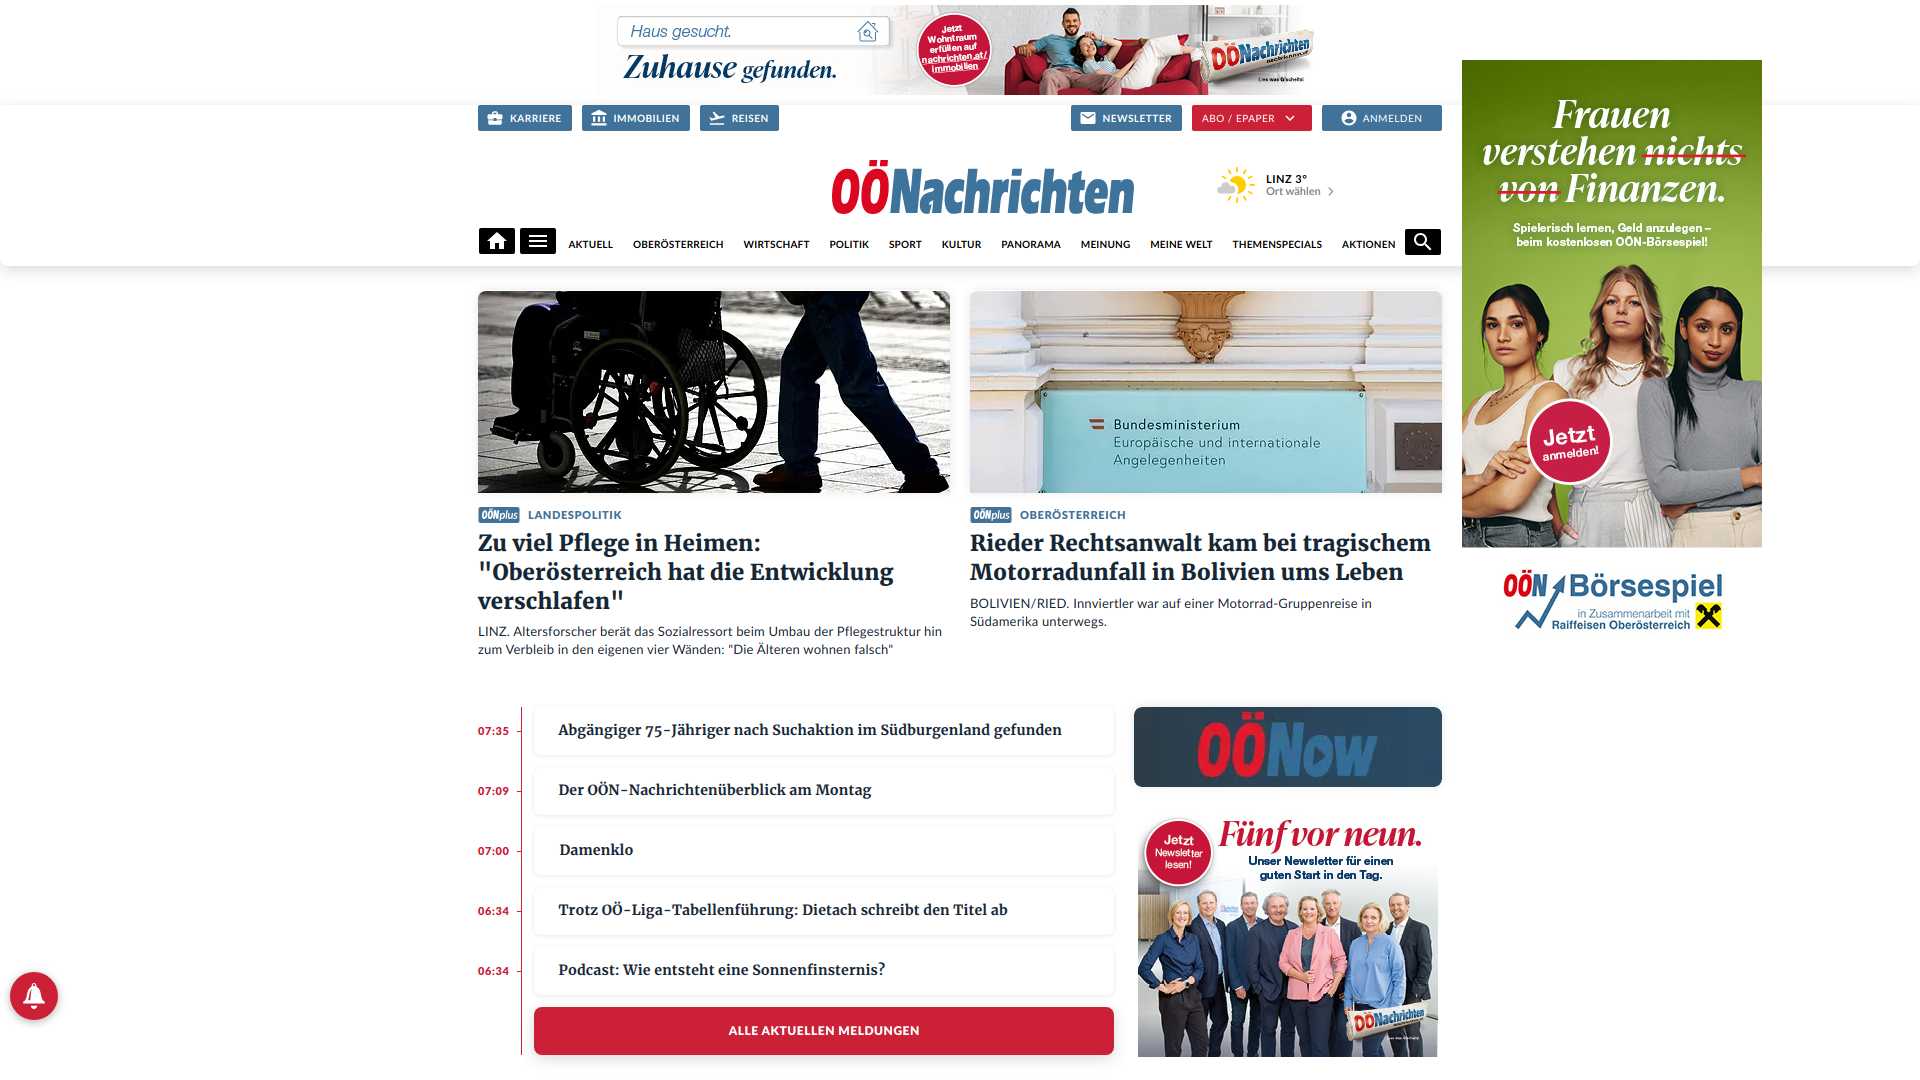 Haus gesucht.
Zuhause gefunden.
Jetzt
Wohntraum
erfüllen auf
nachrichten.at/
immobilien
OÖNachrichten
Lies was Gscheits!
KARRIERE
IMMOBILIEN
REISEN
NEWSLETTER
ABO / EPAPER
ANMELDEN
OÖNachrichten
LINZ 3°
Ort wählen
AKTUELL
OBERÖSTERREICH
WIRTSCHAFT
POLITIK
SPORT
KULTUR
PANORAMA
MEINUNG
MEINE WELT
THEMENSPECIALS
AKTIONEN
Frauen
verstehen nichts
von Finanzen.
Spielerisch lernen, Geld anzulegen –
beim kostenlosen OÖN-Börsespiel!
Jetzt
anmelden!
OÖN Börsespiel
in Zusammenarbeit mit
Raiffeisen Oberösterreich
Bundesministerium
Europäische und internationale
Angelegenheiten
OÖNplus LANDESPOLITIK
Zu viel Pflege in Heimen:
"Oberösterreich hat die Entwicklung
verschlafen"
LINZ. Altersforscher berät das Sozialressort beim Umbau der Pflegestruktur hin
zum Verbleib in den eigenen vier Wänden: "Die Älteren wohnen falsch"
OÖNplus OBERÖSTERREICH
Rieder Rechtsanwalt kam bei tragischem
Motorradunfall in Bolivien ums Leben
BOLIVIEN/RIED. Innviertler war auf einer Motorrad-Gruppenreise in
Südamerika unterwegs.
07:35 Abgängiger 75-Jähriger nach Suchaktion im Südburgenland gefunden
07:09 Der OÖN-Nachrichtenüberblick am Montag
07:00 Damenklo
06:34 Trotz OÖ-Liga-Tabellenführung: Dietach schreibt den Titel ab
06:34 Podcast: Wie entsteht eine Sonnenfinsternis?
ALLE AKTUELLEN MELDUNGEN
OÖNow
Jetzt
Newsletter
lesen!
Fünf vor neun.
Unser Newsletter für einen
guten Start in den Tag.
OÖNachrichten